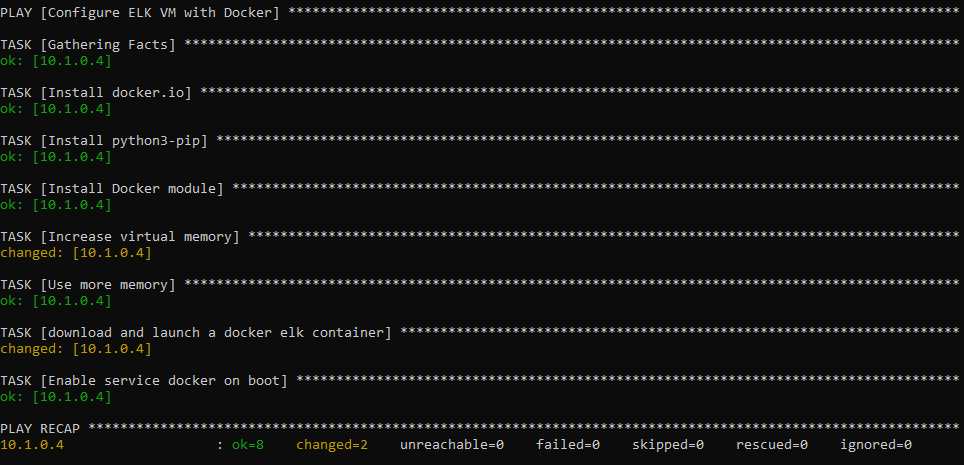 PLAY [Configure ELK VM with Docker] ************************************************************************************
TASK [Gathering Facts] *************************************************************************************************
ok: [10.1.0.4]
TASK [Install docker.io] ***********************************************************************************************
ok: [10.1.0.4]
TASK [Install python3-pip] *********************************************************************************************
ok: [10.1.0.4]
TASK [Install Docker module] *******************************************************************************************
ok: [10.1.0.4]
TASK [Increase virtual memory] *****************************************************************************************
changed: [10.1.0.4]
TASK [Use more memory] *************************************************************************************************
ok: [10.1.0.4]
TASK [download and launch a docker elk container] **********************************************************************
changed: [10.1.0.4]
TASK [Enable service docker on boot] ***********************************************************************************
ok: [10.1.0.4]
PLAY RECAP *************************************************************************************************************
10.1.0.4                   : ok=8    changed=2    unreachable=0    failed=0    skipped=0    rescued=0    ignored=0